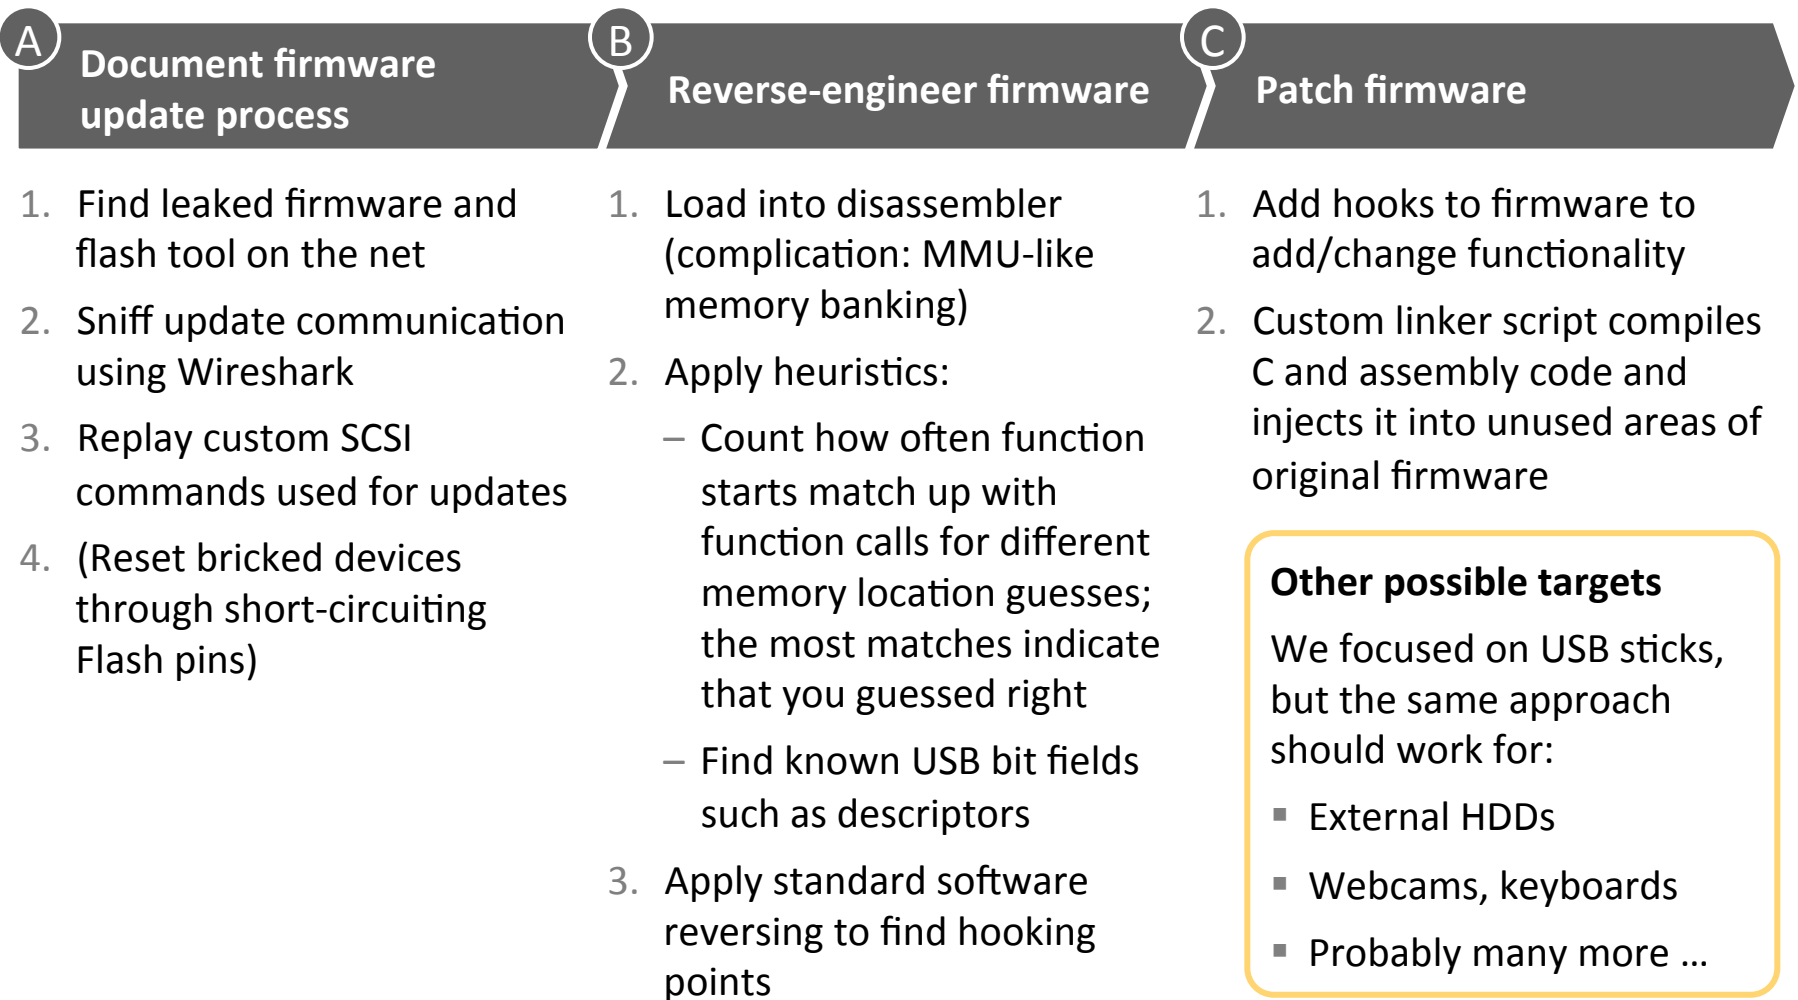 A
Document firmware
update process
1. Find leaked firmware and
flash tool on the net
2. Sniff update communication
using Wireshark
3. Replay custom SCSI
commands used for updates
4. (Reset bricked devices
through short-circuiting
Flash pins)
B
Reverse-engineer firmware
1. Load into disassembler
(complication: MMU-like
memory banking)
2. Apply heuristics:
– Count how often function
starts match up with
function calls for different
memory location guesses;
the most matches indicate
that you guessed right
– Find known USB bit fields
such as descriptors
3. Apply standard software
reversing to find hooking
points
C
Patch firmware
1. Add hooks to firmware to
add/change functionality
2. Custom linker script compiles
C and assembly code and
injects it into unused areas of
original firmware
Other possible targets
We focused on USB sticks,
but the same approach
should work for:
▪ External HDDs
▪ Webcams, keyboards
▪ Probably many more …